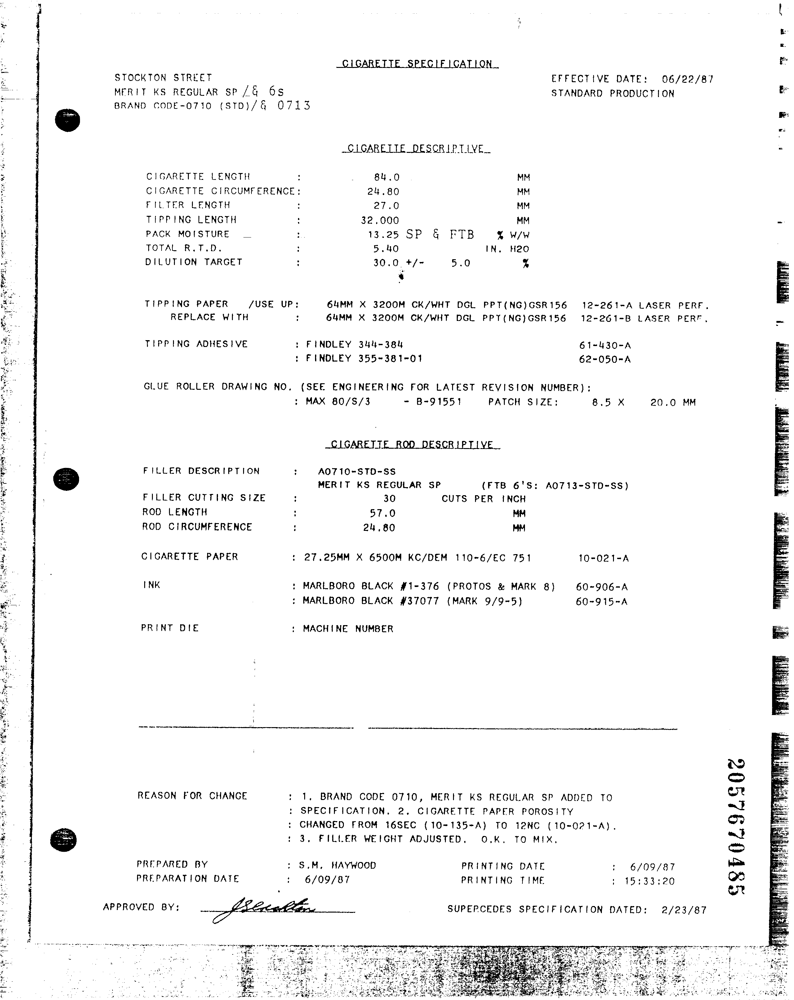 CIGARETTE SPECIFICATION
STOCKTON STREET
EFFECTIVE DATE: 06/22/87
MERIT KS REGULAR SP /& 6s
STANDARD PRODUCTION
BRAND CODE-0710 (STD)/& 0713
CIGARETTE DESCRIPTIVE
CIGARETTE LENGTH : 84.0 MM
CIGARETTE CIRCUMFERENCE: 24.80 MM
FILTER LENGTH : 27.0 MM
TIPPING LENGTH : 32.000 MM
PACK MOISTURE : 13.25 SP & FTB % W/W
TOTAL R.T.D. : 5.40 IN. H2O
DILUTION TARGET : 30.0 +/- 5.0 %
TIPPING PAPER /USE UP: 64MM X 3200M CK/WHT DGL PPT(NG)GSR156 12-261-A LASER PERF.
REPLACE WITH : 64MM X 3200M CK/WHT DGL PPT(NG)GSR156 12-261-B LASER PERF.
TIPPING ADHESIVE : FINDLEY 344-384 61-430-A
: FINDLEY 355-381-01 62-050-A
GLUE ROLLER DRAWING NO. (SEE ENGINEERING FOR LATEST REVISION NUMBER):
: MAX 80/S/3 - B-91551 PATCH SIZE: 8.5 X 20.0 MM
CIGARETTE ROD DESCRIPTIVE
FILLER DESCRIPTION : A0710-STD-SS
MERIT KS REGULAR SP (FTB 6'S: A0713-STD-SS)
FILLER CUTTING SIZE : 30 CUTS PER INCH
ROD LENGTH : 57.0 MM
ROD CIRCUMFERENCE : 24.80 MM
CIGARETTE PAPER : 27.25MM X 6500M KC/DEM 110-6/EC 751 10-021-A
INK : MARLBORO BLACK #1-376 (PROTOS & MARK 8) 60-906-A
: MARLBORO BLACK #37077 (MARK 9/9-5) 60-915-A
PRINT DIE : MACHINE NUMBER
REASON FOR CHANGE : 1. BRAND CODE 0710, MERIT KS REGULAR SP ADDED TO
: SPECIFICATION. 2. CIGARETTE PAPER POROSITY
: CHANGED FROM 16SEC (10-135-A) TO 12NC (10-021-A).
: 3. FILLER WEIGHT ADJUSTED. O.K. TO MIX.
PREPARED BY : S.M. HAYWOOD PRINTING DATE : 6/09/87
PREPARATION DATE : 6/09/87 PRINTING TIME : 15:33:20
APPROVED BY: SUPERCEDES SPECIFICATION DATED: 2/23/87
2057670485